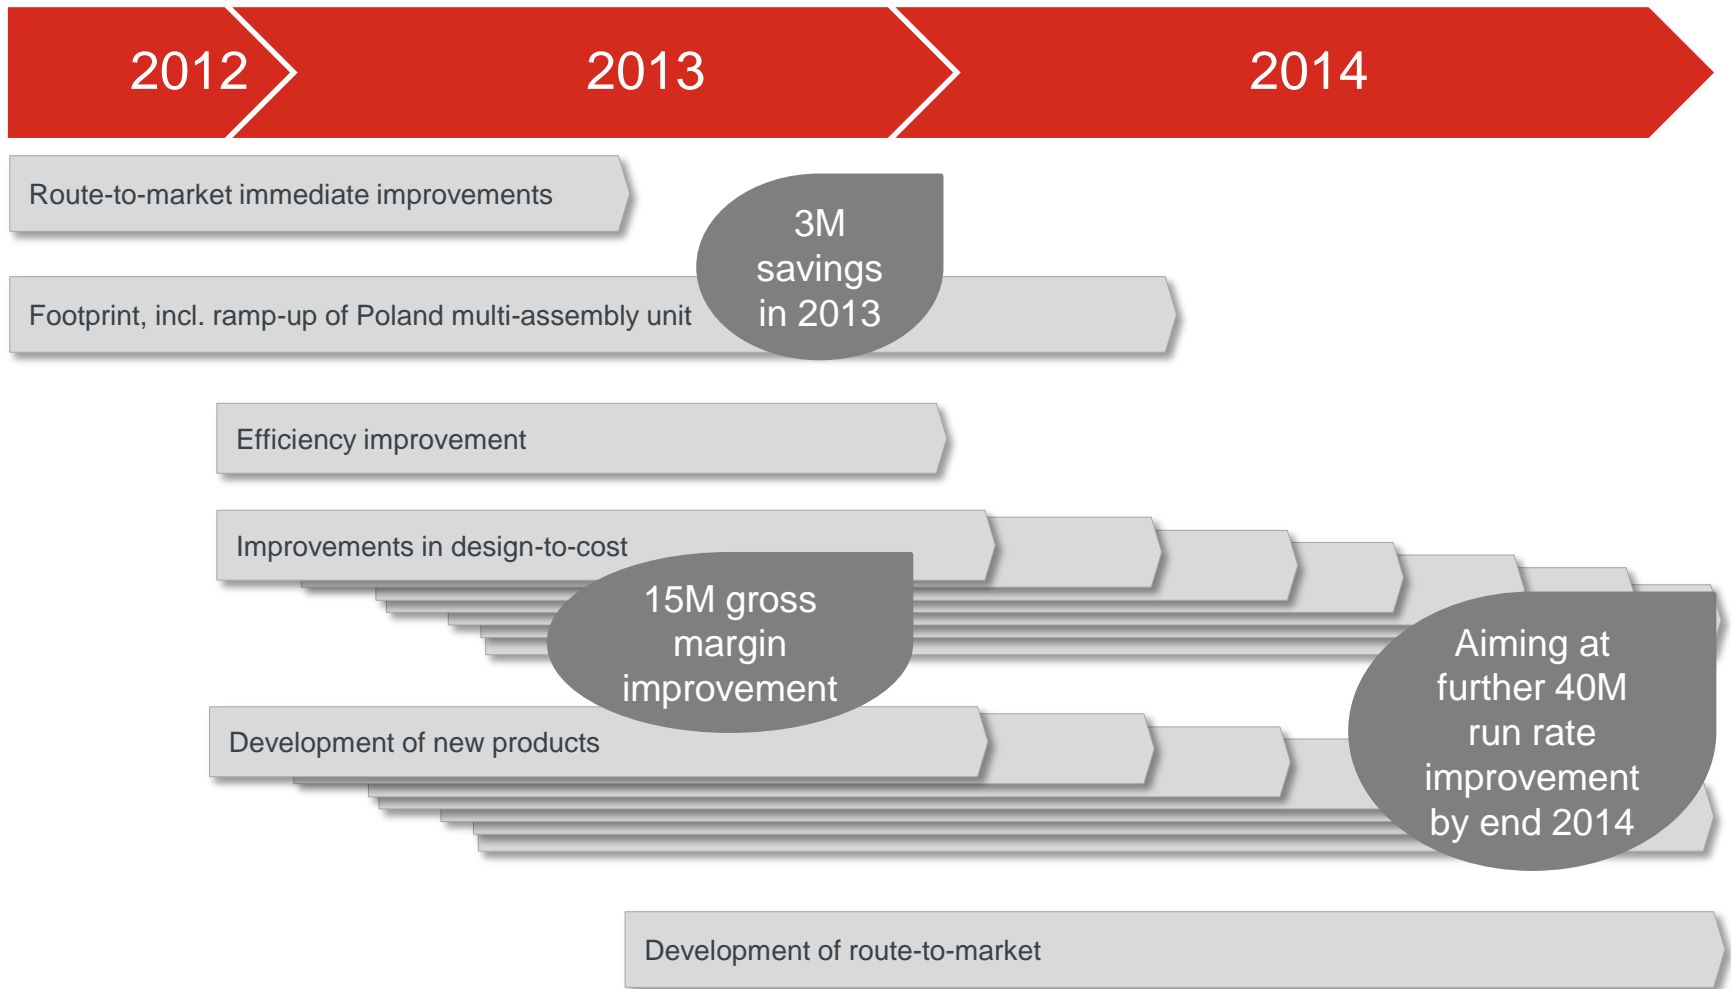 2012
2013
2014
Route-to-market immediate improvements
3M
savings
in 2013
Footprint, incl. ramp-up of Poland multi-assembly unit
Efficiency improvement
Improvements in design-to-cost
15M gross
margin
improvement
Aiming at
further 40M
run rate
improvement
by end 2014
Development of new products
Development of route-to-market